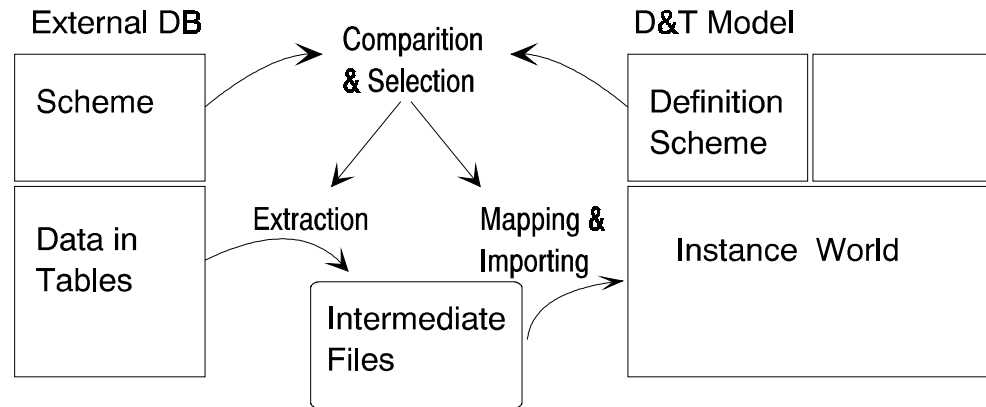 External DB
Comparition
& Selection
D&T Model
Scheme
Definition
Scheme
Extraction
Mapping &
Importing
Data in
Tables
Instance World
Intermediate
Files